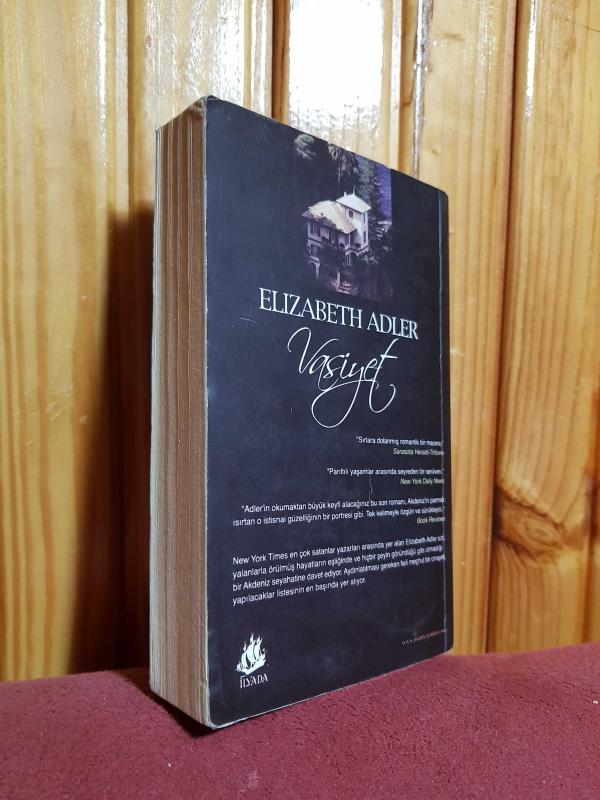 ELIZABETH ADLER
Vasiyet
"Sırlara dolanmış romantik bir macera."
Sarasota Herald-Tribune
"Parıltılı yaşamlar arasında seyreden bir serüven."
New York Daily News
"Adler'in okumaktan büyük keyif alacağınız bu son romanı, Akdeniz'in parmak
ısırtan o istisnai güzelliğinin bir portresi gibi. Tek kelimeyle özgün ve sürükleyici."
Book Reviews
New York Times en çok satanlar yazarları arasında yer alan Elizabeth Adler sizi,
yalanlarla örülmüş hayatların eşliğinde ve hiçbir şeyin göründüğü gibi olmadığı
bir Akdeniz seyahatine davet ediyor. Aydınlatılması gereken faili meçhul bir cinayet,
yapılacaklar listesinin en başında yer alıyor.
İLYADA